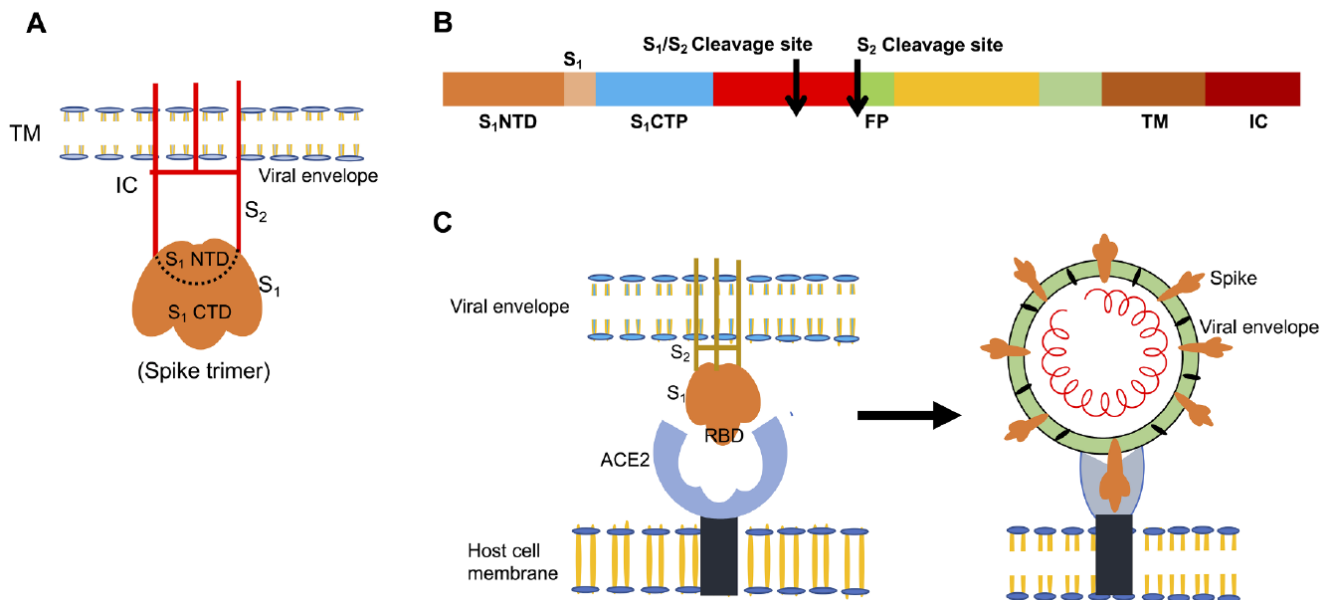 A
TM
IC
Viral envelope
S₂
S₁ NTD
S₁
S₁ CTD
(Spike trimer)
B
S₁/S₂ Cleavage site
S₂ Cleavage site
S₁
S₁NTD
S₁CTP
FP
TM
IC
C
Viral envelope
S₂
S₁
RBD
ACE2
Host cell
membrane
Spike
Viral envelope